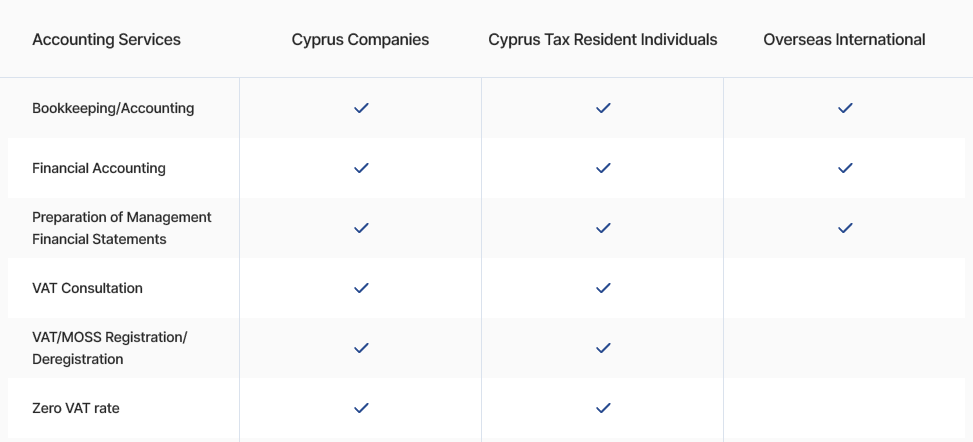 Accounting Services Cyprus Companies Cyprus Tax Resident Individuals Overseas International
Bookkeeping/Accounting ✓ ✓ ✓
Financial Accounting ✓ ✓ ✓
Preparation of Management
Financial Statements ✓ ✓ ✓
VAT Consultation ✓ ✓
VAT/MOSS Registration/
Deregistration ✓ ✓
Zero VAT rate ✓ ✓